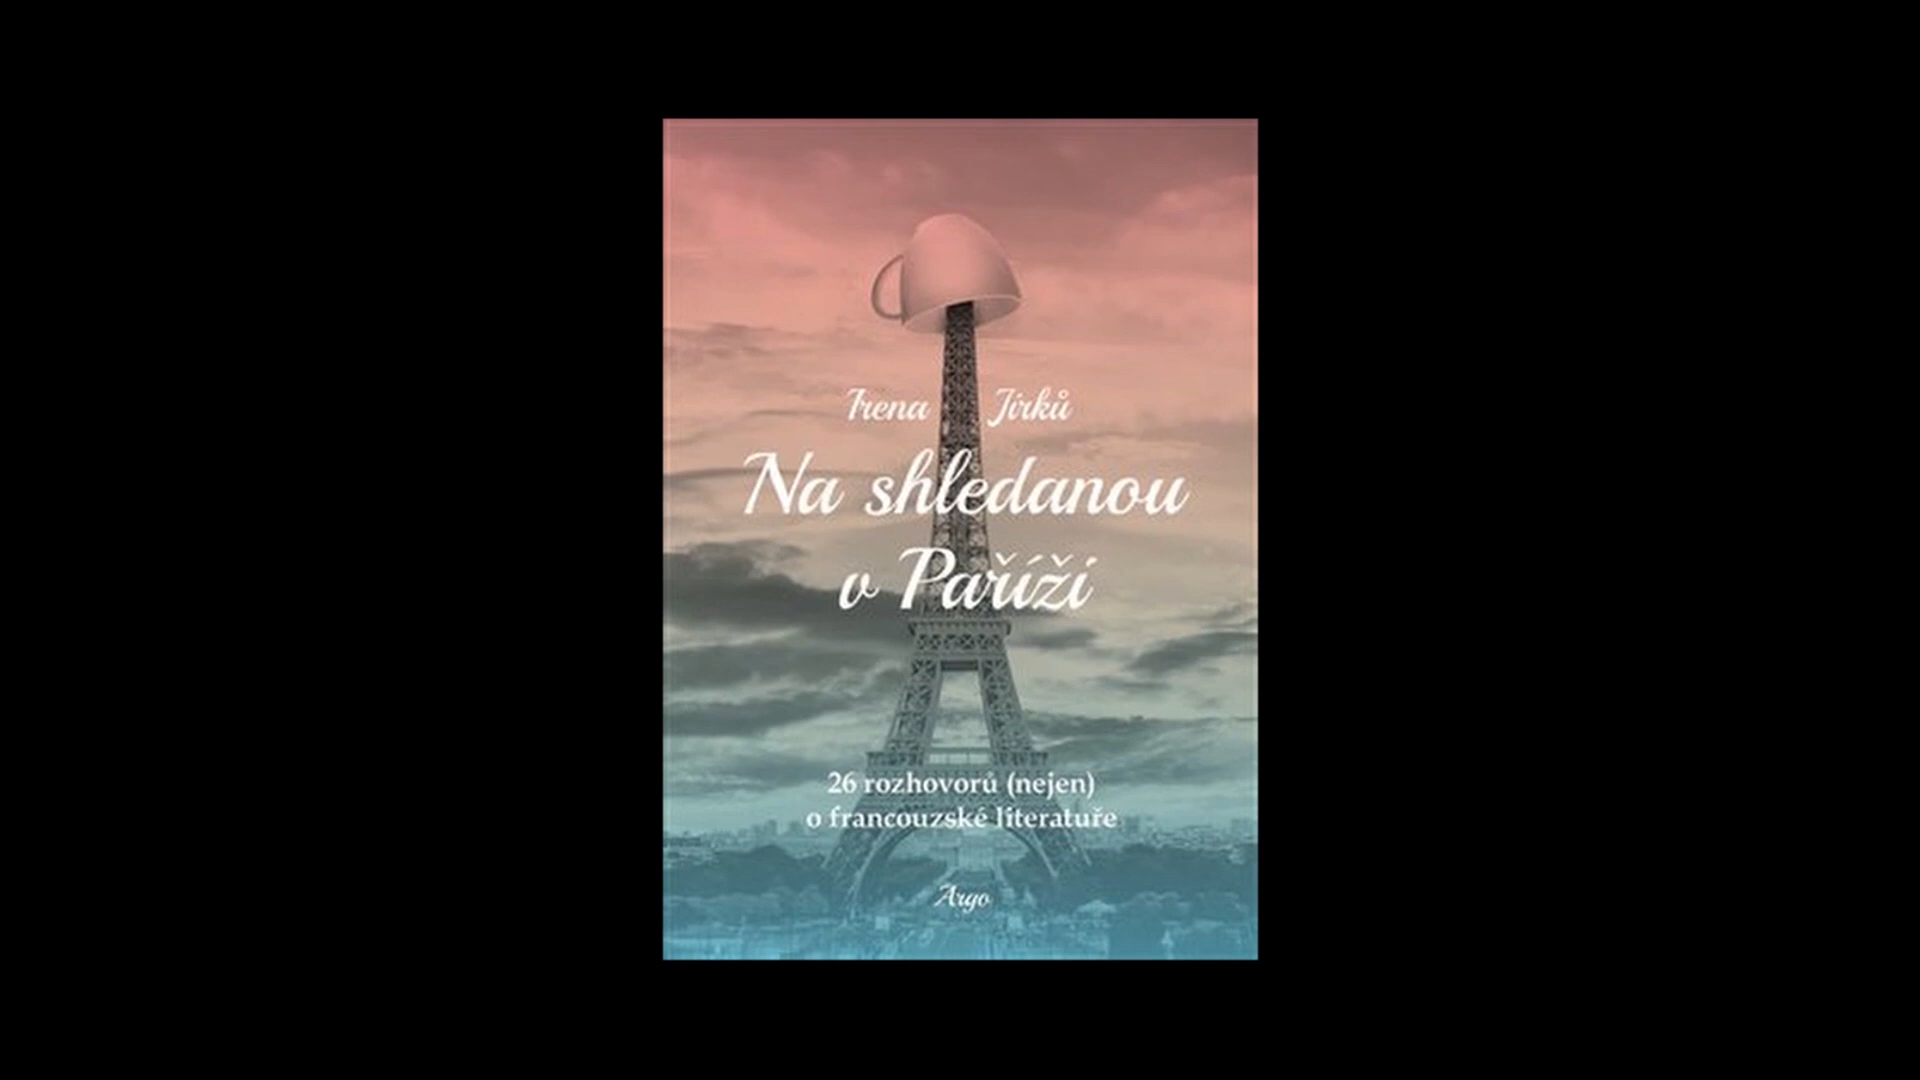 Irena Jirků
Na shledanou
v Paříži
26 rozhovorů (nejen)
o francouzské literatuře
Argo